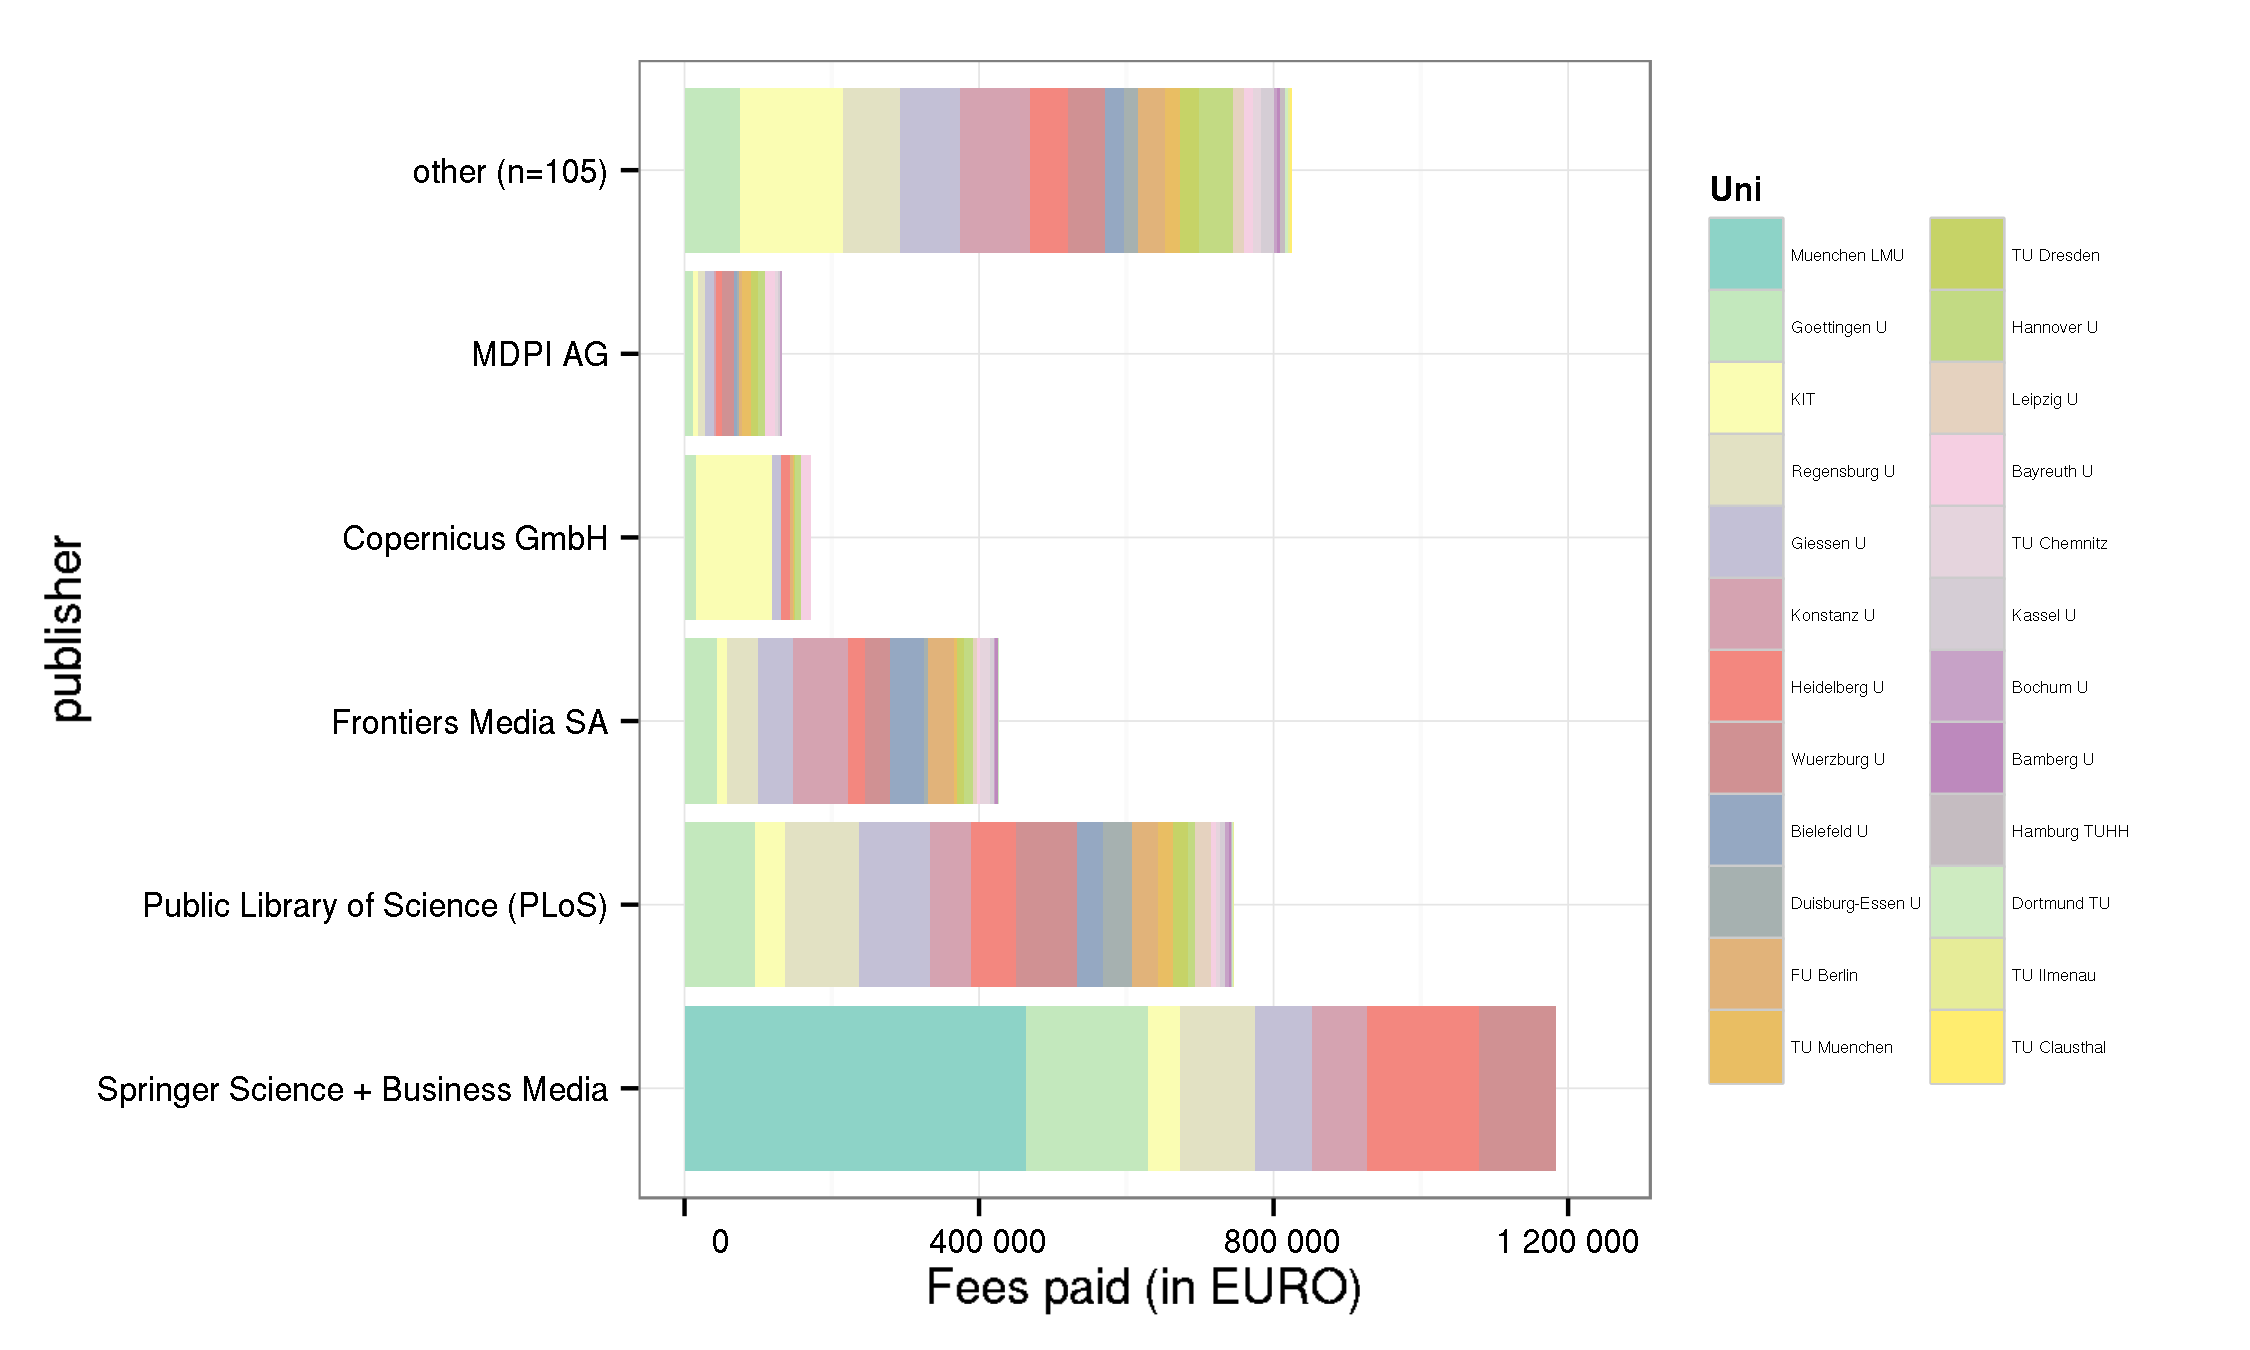 other (n=105)
MDPI AG
Copernicus GmbH
Frontiers Media SA
Public Library of Science (PLoS)
Springer Science + Business Media
publisher
0
400 000
800 000
1 200 000
Fees paid (in EURO)
Uni
Muenchen LMU
Goettingen U
KIT
Regensburg U
Giessen U
Konstanz U
Heidelberg U
Wuerzburg U
Bielefeld U
Duisburg-Essen U
FU Berlin
TU Muenchen
TU Dresden
Hannover U
Leipzig U
Bayreuth U
TU Chemnitz
Kassel U
Bochum U
Bamberg U
Hamburg TUHH
Dortmund TU
TU Ilmenau
TU Clausthal